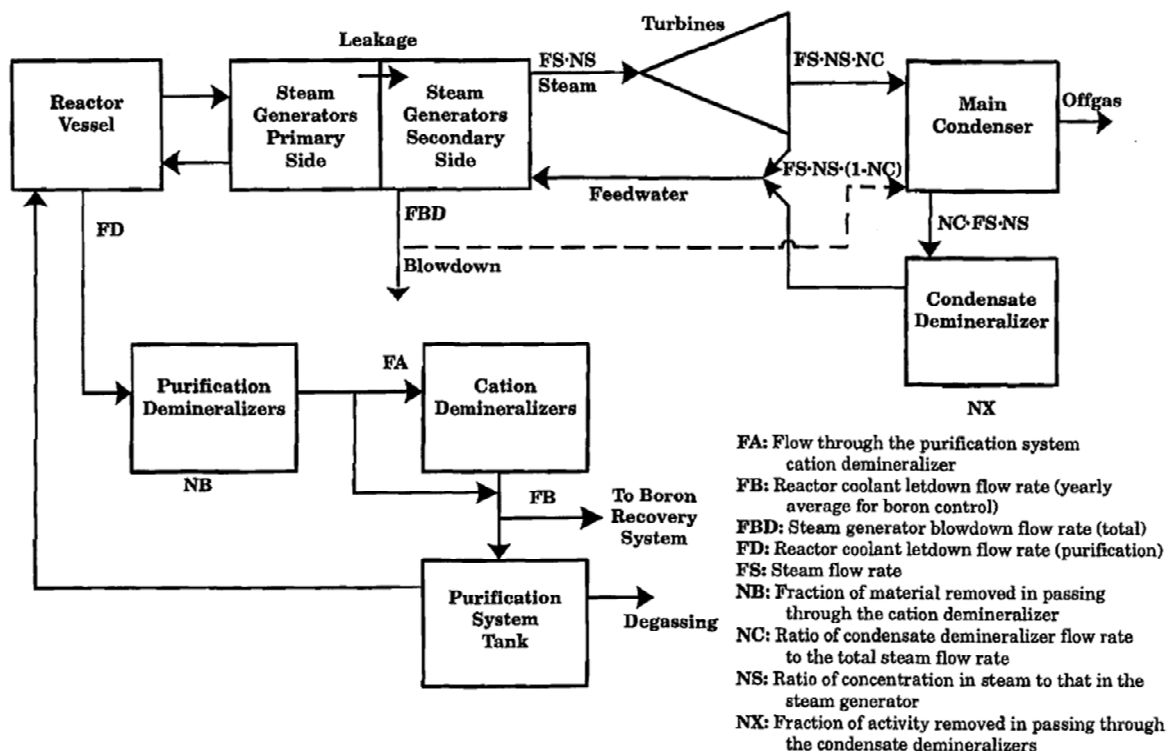 Leakage
Turbines
Reactor
Vessel
Steam
Generators
Primary
Side
Steam
Generators
Secondary
Side
FS·NS
Steam
FS·NS·NC
Main
Condenser
Offgas
FS·NS·(1-NC)
Feedwater
FD
FBD
Blowdown
NC·FS·NS
Condensate
Demineralizer
NX
Purification
Demineralizers
NB
FA
Cation
Demineralizers
FB
To Boron
Recovery
System
Purification
System
Tank
Degassing
FA: Flow through the purification system
cation demineralizer
FB: Reactor coolant letdown flow rate (yearly
average for boron control)
FBD: Steam generator blowdown flow rate (total)
FD: Reactor coolant letdown flow rate (purification)
FS: Steam flow rate
NB: Fraction of material removed in passing
through the cation demineralizer
NC: Ratio of condensate demineralizer flow rate
to the total steam flow rate
NS: Ratio of concentration in steam to that in the
steam generator
NX: Fraction of activity removed in passing through
the condensate demineralizers